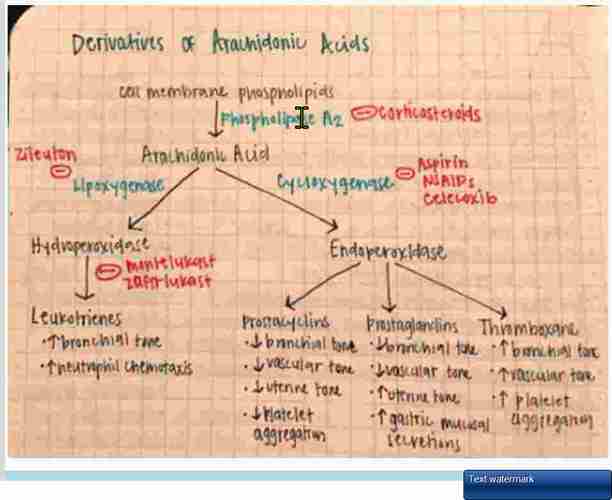 Derivatives of Arachidonic Acids
cell membrane phospholipids
Phospholipase A2
⊖ Corticosteroids
Zileuton
⊖
Lipoxygenase
Arachidonic Acid
Cycloxygenase
⊖ Aspirin
NSAIDs
Celecoxib
Hydroperoxidase
Endoperoxidase
⊖ montelukast
zafirlukast
Leukotrienes
• ↑ bronchial tone
• ↑ neutrophil chemotaxis
Prostacyclins
• ↓ bronchial tone
• ↓ vascular tone
• ↓ uterine tone
• ↓ platelet
aggregation
Prostaglandins
• ↓ bronchial tone
• ↓ vascular tone
• ↑ uterine tone
• ↑ gastric mucosal
secretions
Thromboxane
• ↑ bronchial tone
• ↑ vascular tone
• ↑ platelet
aggregation
Text watermark